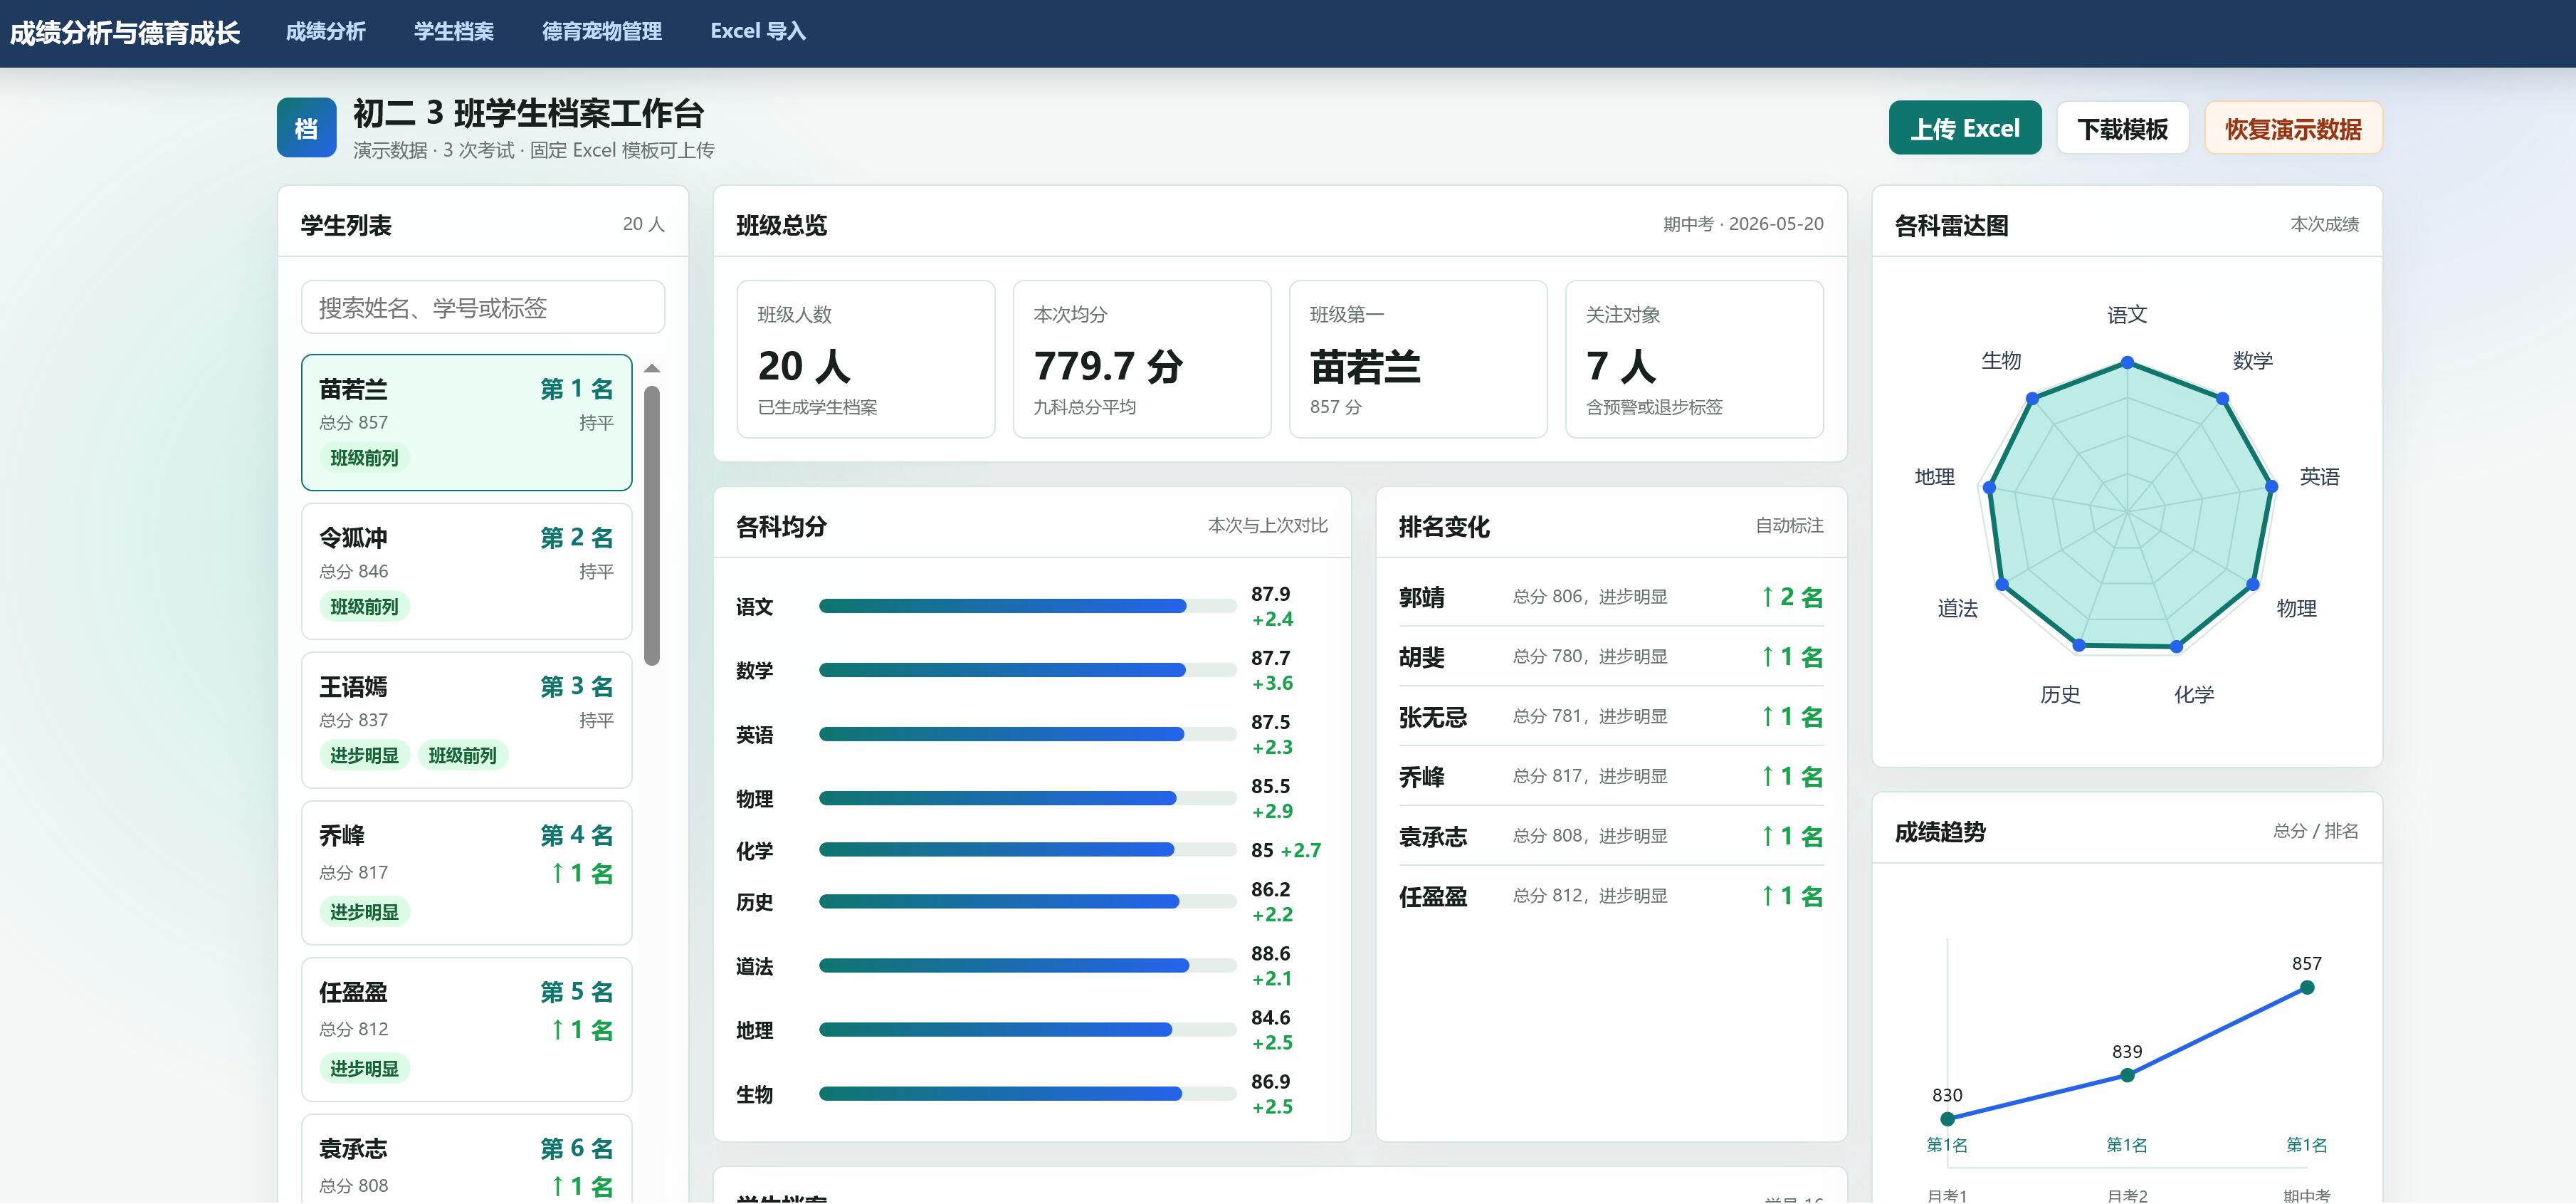 成绩分析与德育成长 成绩分析 学生档案 德育宠物管理 Excel 导入
档
初二 3 班学生档案工作台
演示数据 · 3 次考试 · 固定 Excel 模板可上传
上传 Excel 下载模板 恢复演示数据
学生列表 20 人
搜索姓名、学号或标签
苗若兰 第 1 名
总分 857 持平
班级前列
令狐冲 第 2 名
总分 846 持平
班级前列
王语嫣 第 3 名
总分 837 持平
进步明显 班级前列
乔峰 第 4 名
总分 817 ↑ 1 名
进步明显
任盈盈 第 5 名
总分 812 ↑ 1 名
进步明显
袁承志 第 6 名
总分 808 ↑ 1 名
班级总览 期中考 · 2026-05-20
班级人数
20 人
已生成学生档案
本次均分
779.7 分
九科总分平均
班级第一
苗若兰
857 分
关注对象
7 人
含预警或退步标签
各科均分 本次与上次对比
语文 87.9
+2.4
数学 87.7
+3.6
英语 87.5
+2.3
物理 85.5
+2.9
化学 85 +2.7
历史 86.2
+2.2
道法 88.6
+2.1
地理 84.6
+2.5
生物 86.9
+2.5
排名变化 自动标注
郭靖 总分 806，进步明显 ↑ 2 名
胡斐 总分 780，进步明显 ↑ 1 名
张无忌 总分 781，进步明显 ↑ 1 名
乔峰 总分 817，进步明显 ↑ 1 名
袁承志 总分 808，进步明显 ↑ 1 名
任盈盈 总分 812，进步明显 ↑ 1 名
学生档案 学号 16
各科雷达图 本次成绩
语文
生物 数学
地理 英语
道法 物理
历史 化学
成绩趋势 总分 / 排名
857
839
830
第1名 第1名 第1名
月考1 月考2 期中考